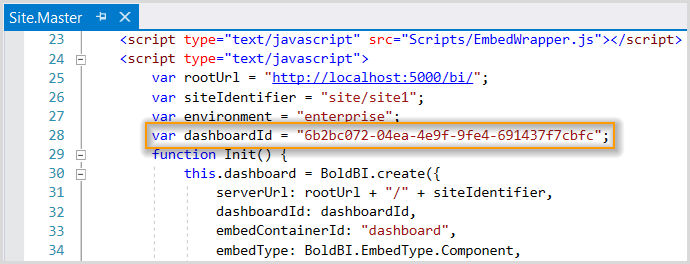 Site.Master
23 <script type="text/javascript" src="Scripts/EmbedWrapper.js"></script>
24 <script type="text/javascript">
25 var rootUrl = "http://localhost:5000/bi/";
26 var siteIdentifier = "site/site1";
27 var environment = "enterprise";
28 var dashboardId = "6b2bc072-04ea-4e9f-9fe4-691437f7cbfc";
29 function Init() {
30 this.dashboard = BoldBI.create({
31 serverUrl: rootUrl + "/" + siteIdentifier,
32 dashboardId: dashboardId,
33 embedContainerId: "dashboard",
34 embedType: BoldBI.EmbedType.Component,